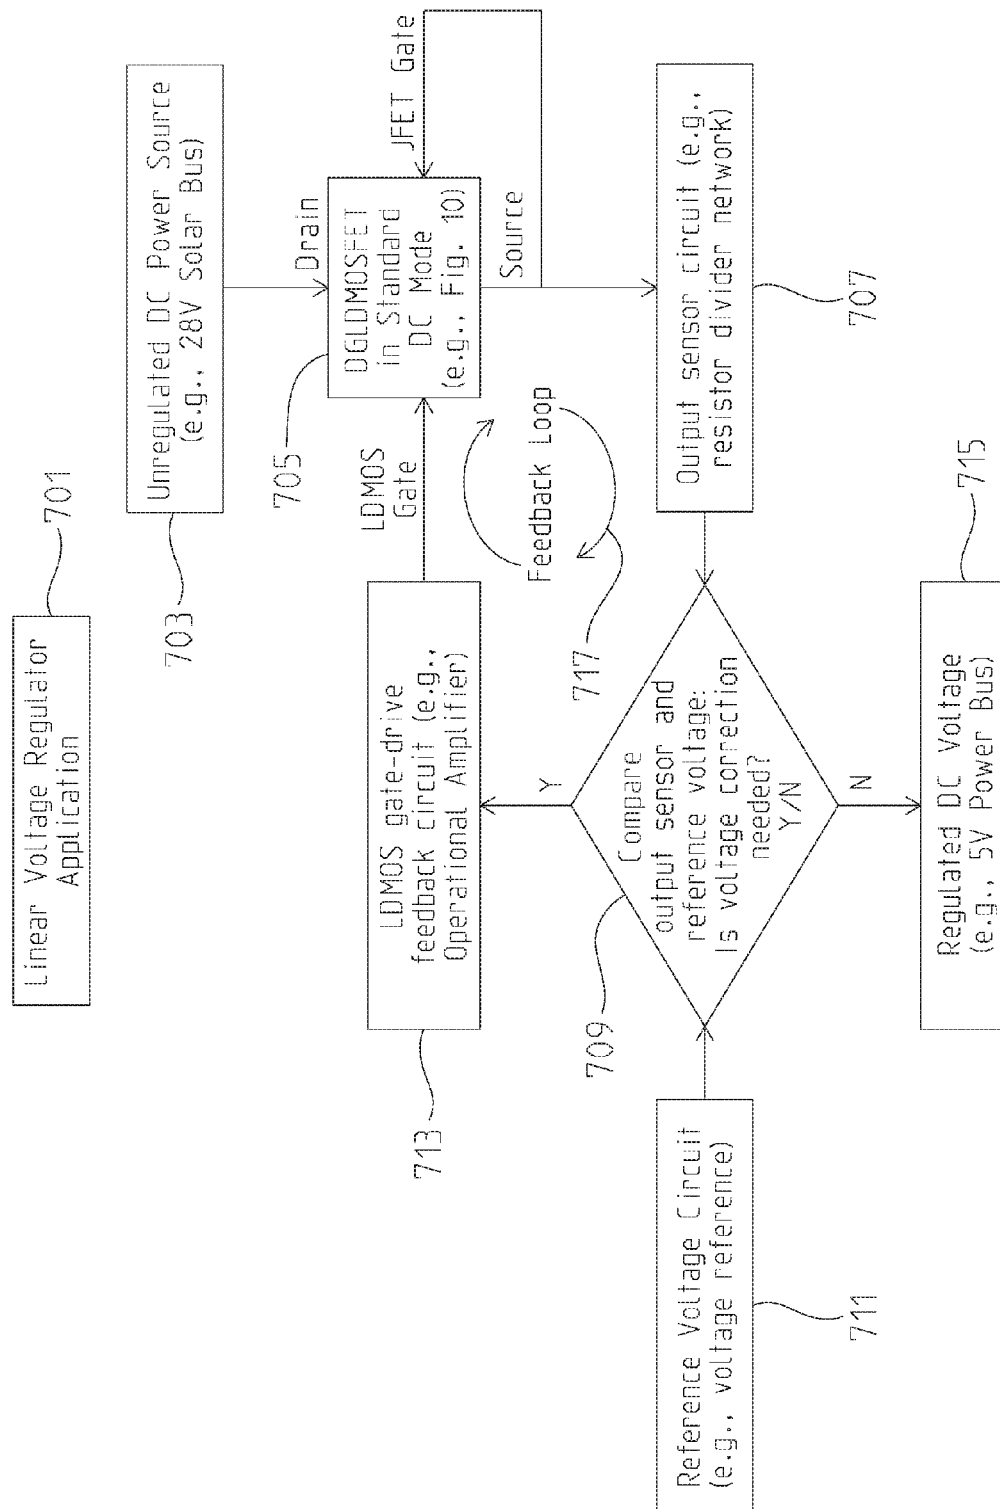 Linear Voltage Regulator
Application
701
Unregulated DC Power Source
(e.g., 28V Solar Bus)
703
Drain
705
DGLDMOSFET
in Standard
DC Mode
(e.g., Fig. 10)
JFET Gate
Source
LDMOS
Gate
LDMOS gate-drive
feedback circuit (e.g.,
Operational Amplifier)
713
Feedback Loop
717
Output sensor circuit (e.g.,
resistor divider network)
707
Compare
output sensor and
reference voltage:
Is voltage correction
needed?
Y/N
709
Y
N
Reference Voltage Circuit
(e.g., voltage reference)
711
Regulated DC Voltage
(e.g., 5V Power Bus)
715